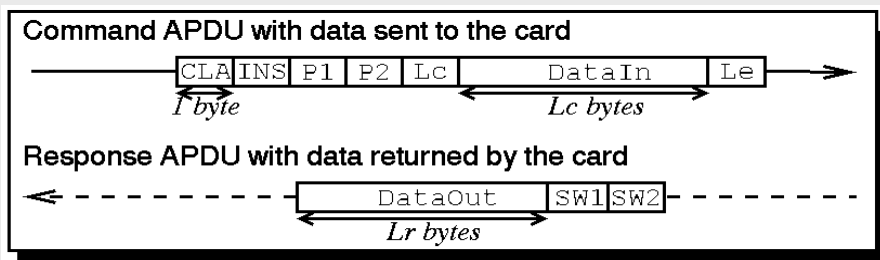 Command APDU with data sent to the card
CLA INS P1 P2 Lc DataIn Le
1 byte Lc bytes
Response APDU with data returned by the card
DataOut SW1 SW2
Lr bytes